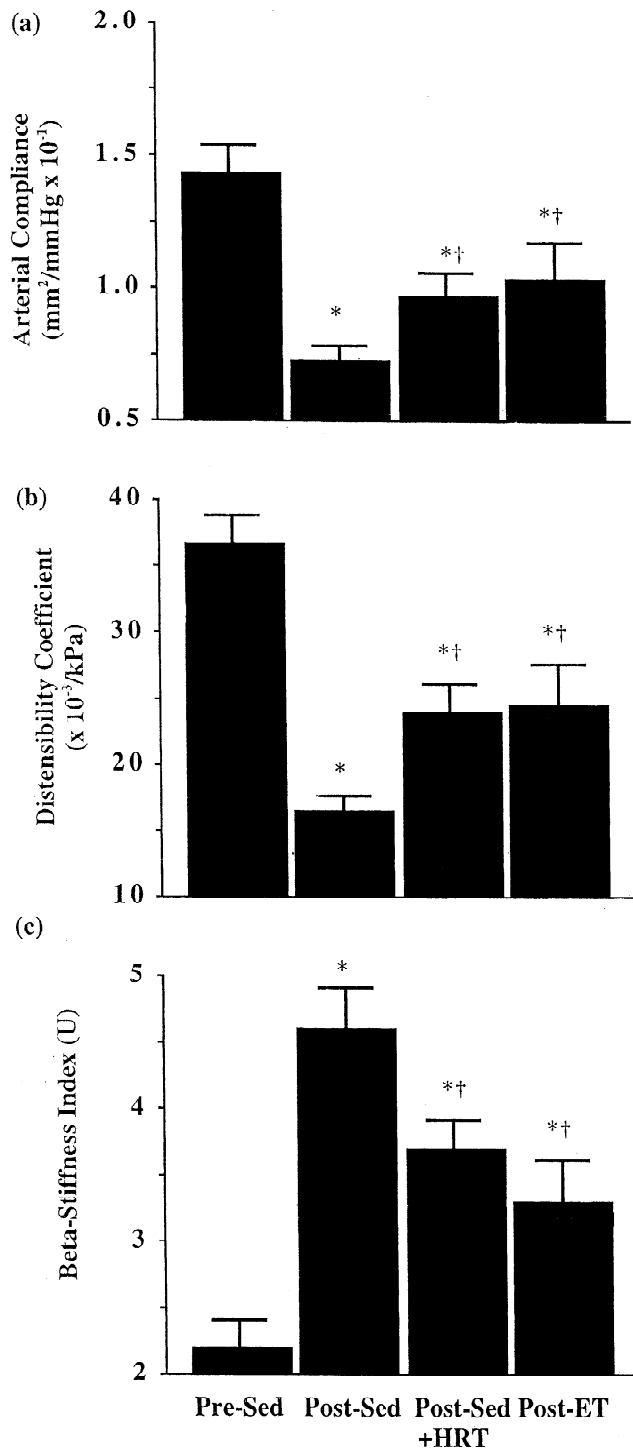 (a)
Arterial Compliance
(mm²/mmHg x 10⁻¹)
2.0
1.5
1.0
0.5
*
*†
*†
(b)
Distensibility Coefficient
(x 10⁻³/kPa)
40
30
20
10
*
*†
*†
(c)
Beta-Stiffness Index (U)
5
4
3
2
*
*†
*†
Pre-Sed Post-Sed Post-Sed Post-ET
+HRT